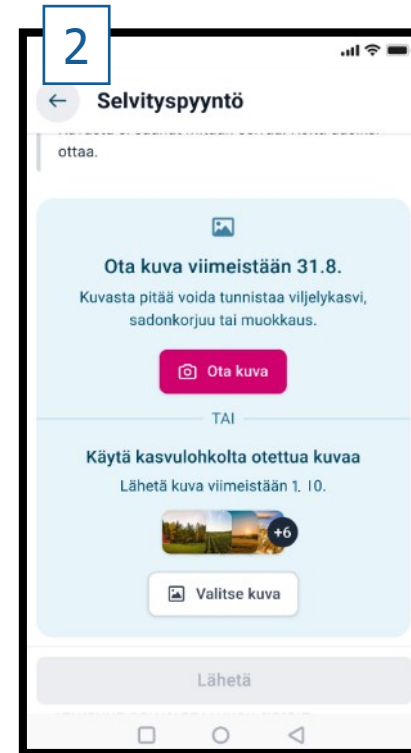 2
Selvityspyyntö
ottaa.
Ota kuva viimeistään 31.8.
Kuvasta pitää voida tunnistaa viljelykasvi,
sadonkorjuu tai muokkaus.
Ota kuva
TAI
Käytä kasvulohkolta otettua kuvaa
Lähetä kuva viimeistään 1. 10.
+6
Valitse kuva
Lähetä